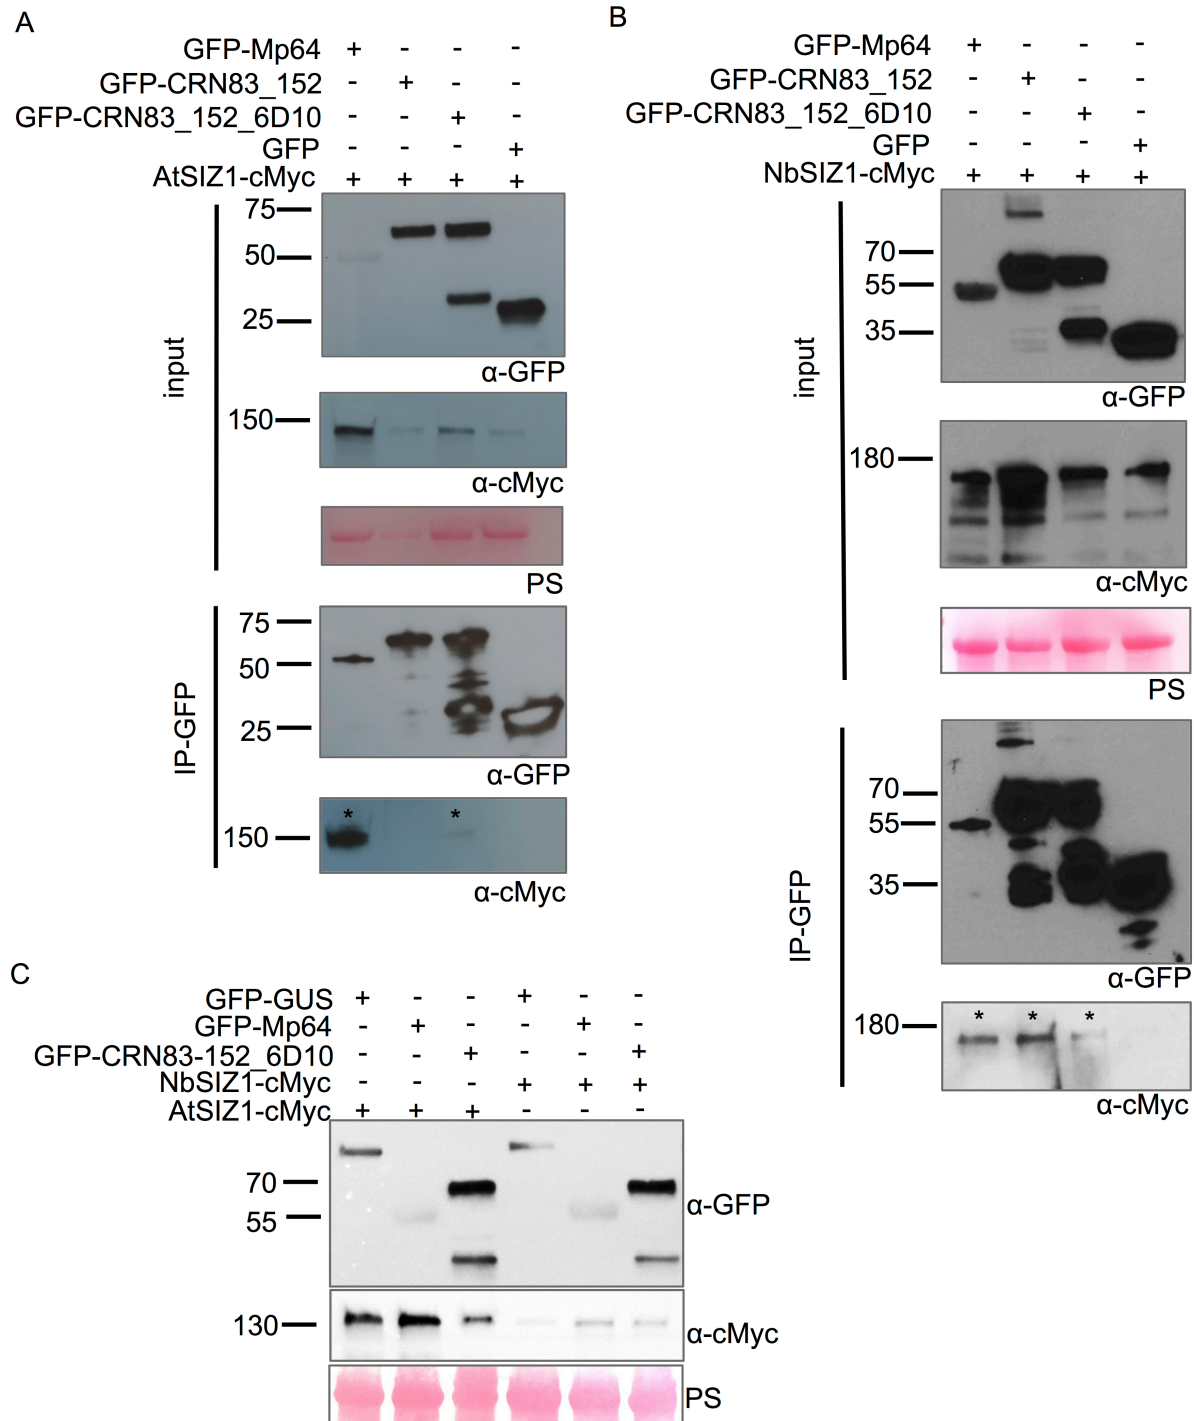 A
GFP-Mp64 + - - -
GFP-CRN83_152 - + - -
GFP-CRN83_152_6D10 - - + -
GFP - - - +
AtSIZ1-cMyc + + + +
input
75
50
25
α-GFP
150
α-cMyc
PS
IP-GFP
75
50
25
α-GFP
* *
150
α-cMyc
B
GFP-Mp64 + - - -
GFP-CRN83_152 - + - -
GFP-CRN83_152_6D10 - - + -
GFP - - - +
NbSIZ1-cMyc + + + +
input
70
55
35
α-GFP
180
α-cMyc
PS
IP-GFP
70
55
35
α-GFP
* * *
180
α-cMyc
C
GFP-GUS + - - + - -
GFP-Mp64 - + - - + -
GFP-CRN83-152_6D10 - - + - - +
NbSIZ1-cMyc - - - + + +
AtSIZ1-cMyc + + + - - -
70
55
α-GFP
130
α-cMyc
PS